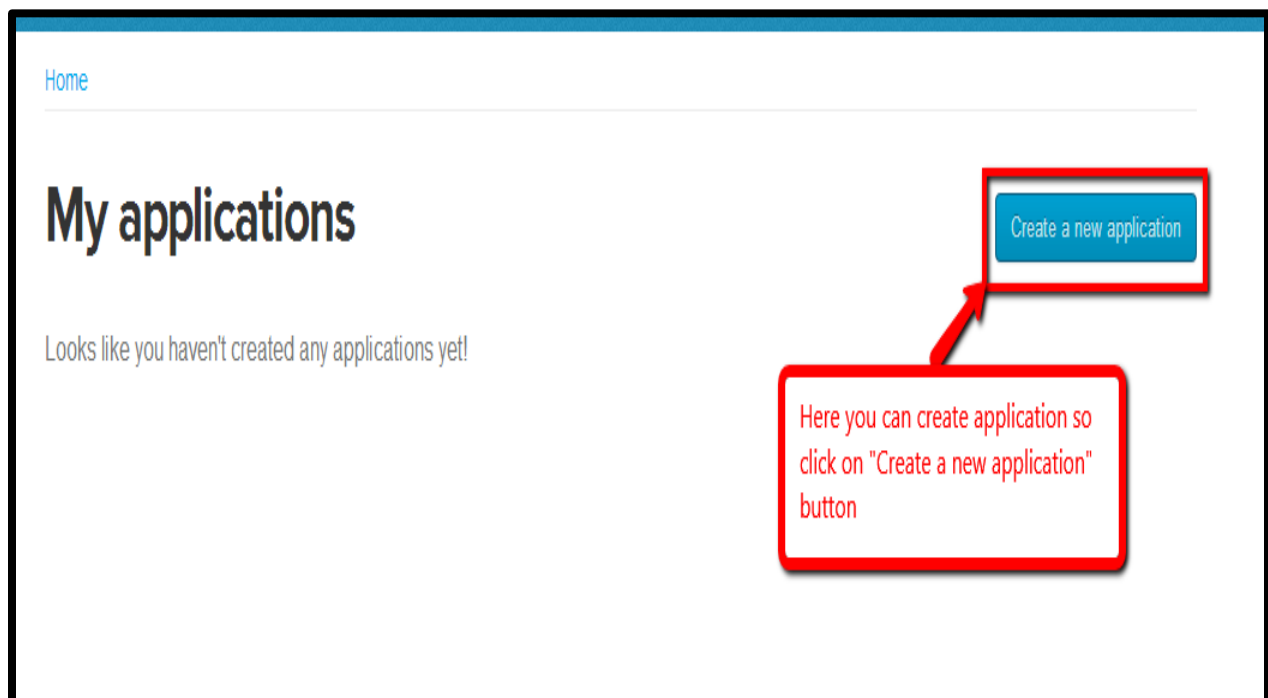 Home
My applications
Create a new application
Looks like you haven't created any applications yet!
Here you can create application so
click on "Create a new application"
button